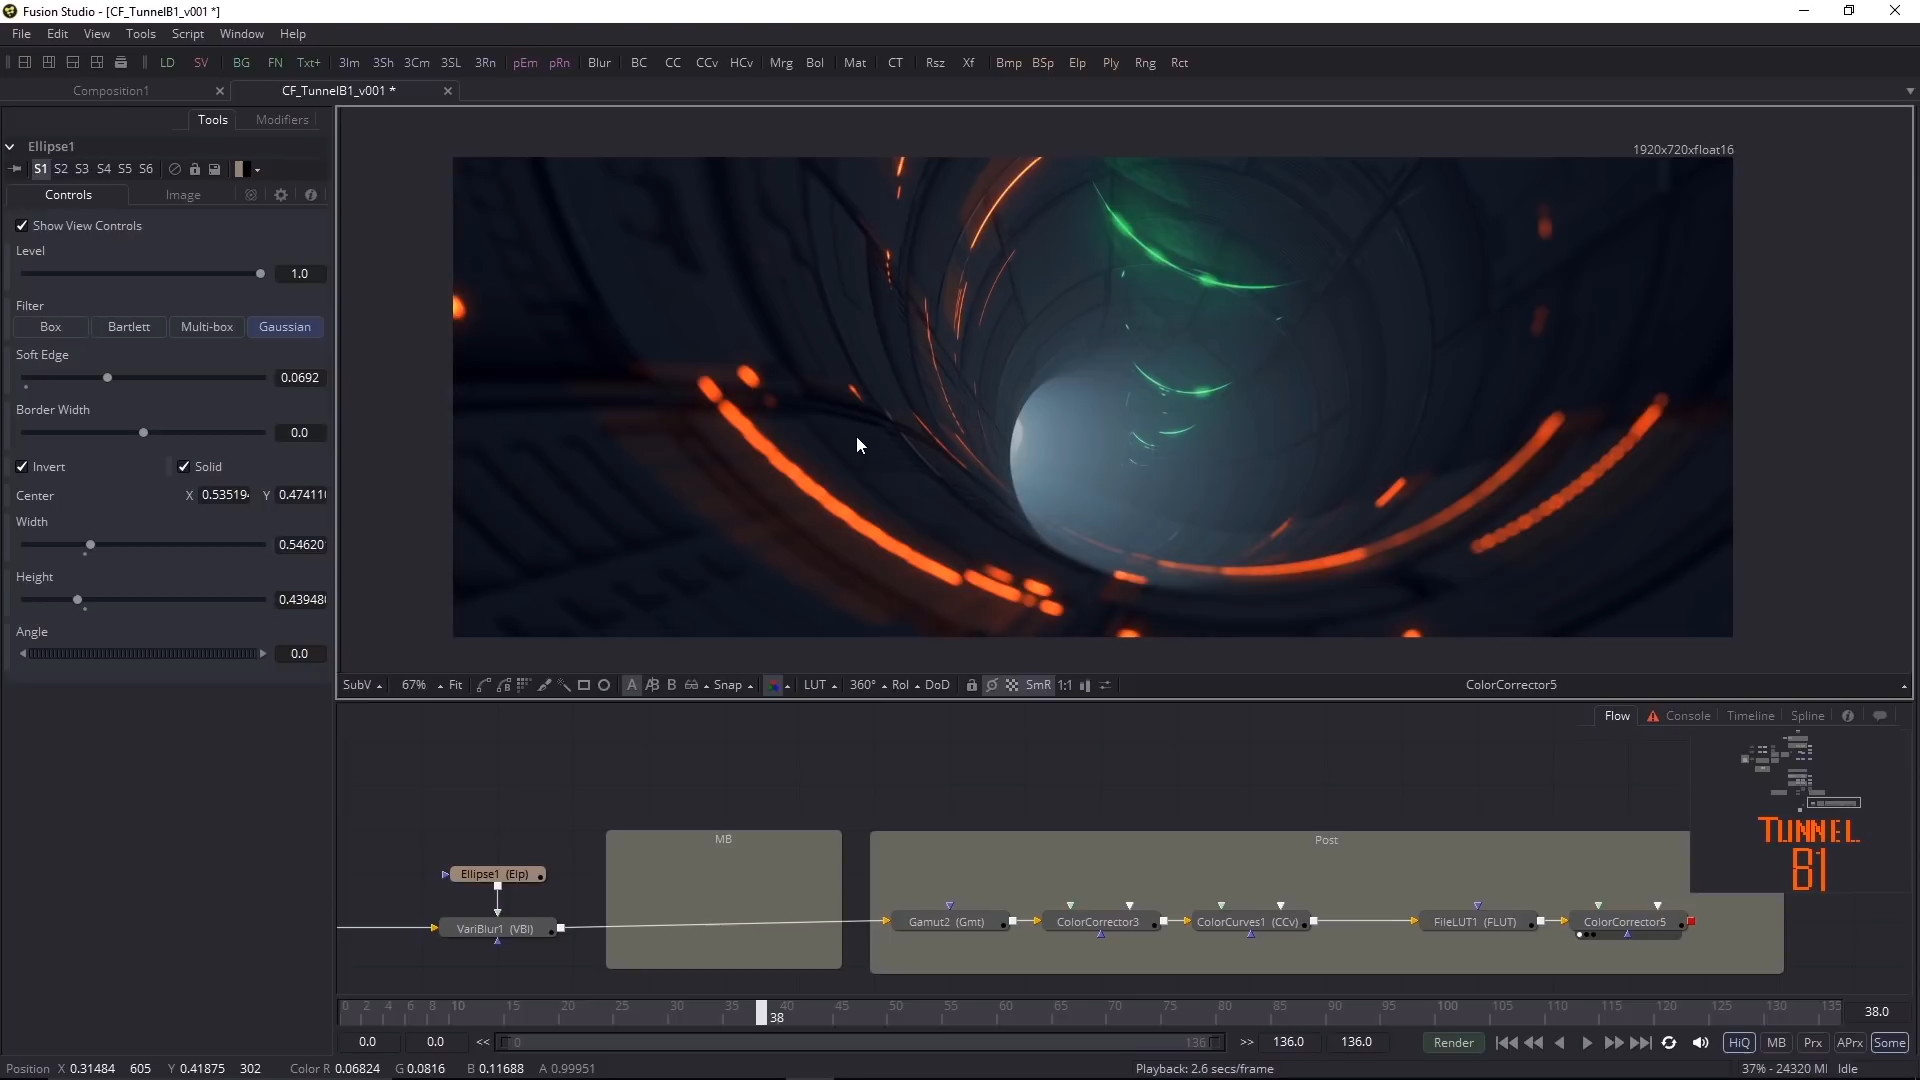 Fusion Studio - [CF_TunnelB1_v001 *]
File Edit View Tools Script Window Help
LD SV BG FN Txt+ 3Im 3Sh 3Cm 3SL 3Rn pEm pRn Blur BC CC CCv HCv Mrg Bol Mat CT Rsz Xf Bmp BSp Elp Ply Rng Rct
Composition1 CF_TunnelB1_v001 *
Tools Modifiers
Ellipse1
S1 S2 S3 S4 S5 S6
Controls Image
Show View Controls
Level
1.0
Filter
Box Bartlett Multi-box Gaussian
Soft Edge
0.0692
Border Width
0.0
Invert Solid
Center X 0.53519 Y 0.47411
Width
0.54620
Height
0.43948
Angle
0.0
1920x720xfloat16
SubV 67% Fit A B Snap LUT 360° RoI DoD SmR 1:1 ColorCorrector5
Flow Console Timeline Spline
TUNNEL
B1
MB
Post
Ellipse1 (Elp)
VariBlur1 (VBl)
Gamut2 (Gmt) ColorCorrector3 ColorCurves1 (CCv) FileLUT1 (FLUT) ColorCorrector5
0 2 4 6 8 10 15 20 25 30 35 40 45 50 55 60 65 70 75 80 85 90 95 100 105 110 115 120 125 130 135
38 38.0
0.0 0.0 << 0 136 >> 136.0 136.0 Render HiQ MB Prx APrx Some
Position X 0.31484 605 Y 0.41875 302 Color R 0.06824 G 0.0816 B 0.11688 A 0.99951 Playback: 2.6 secs/frame 37% - 24320 MB Idle